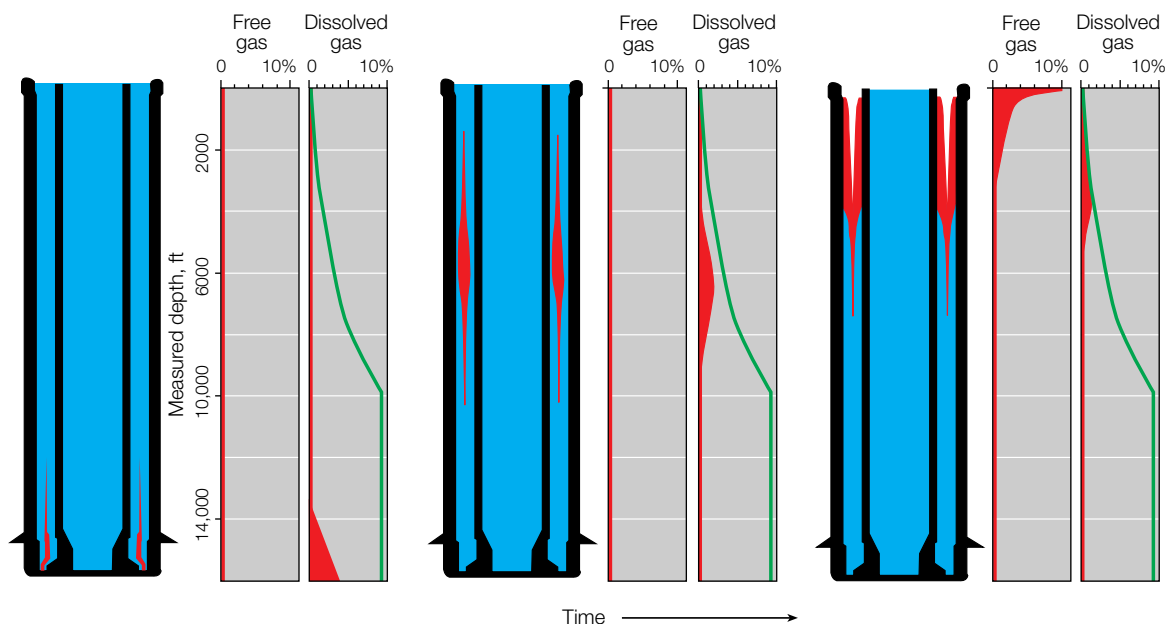 Free gas
Dissolved gas
0 10%
0 10%
Measured depth, ft
2000
6000
10,000
14,000
Free gas
Dissolved gas
0 10%
0 10%
Free gas
Dissolved gas
0 10%
0 10%
Time